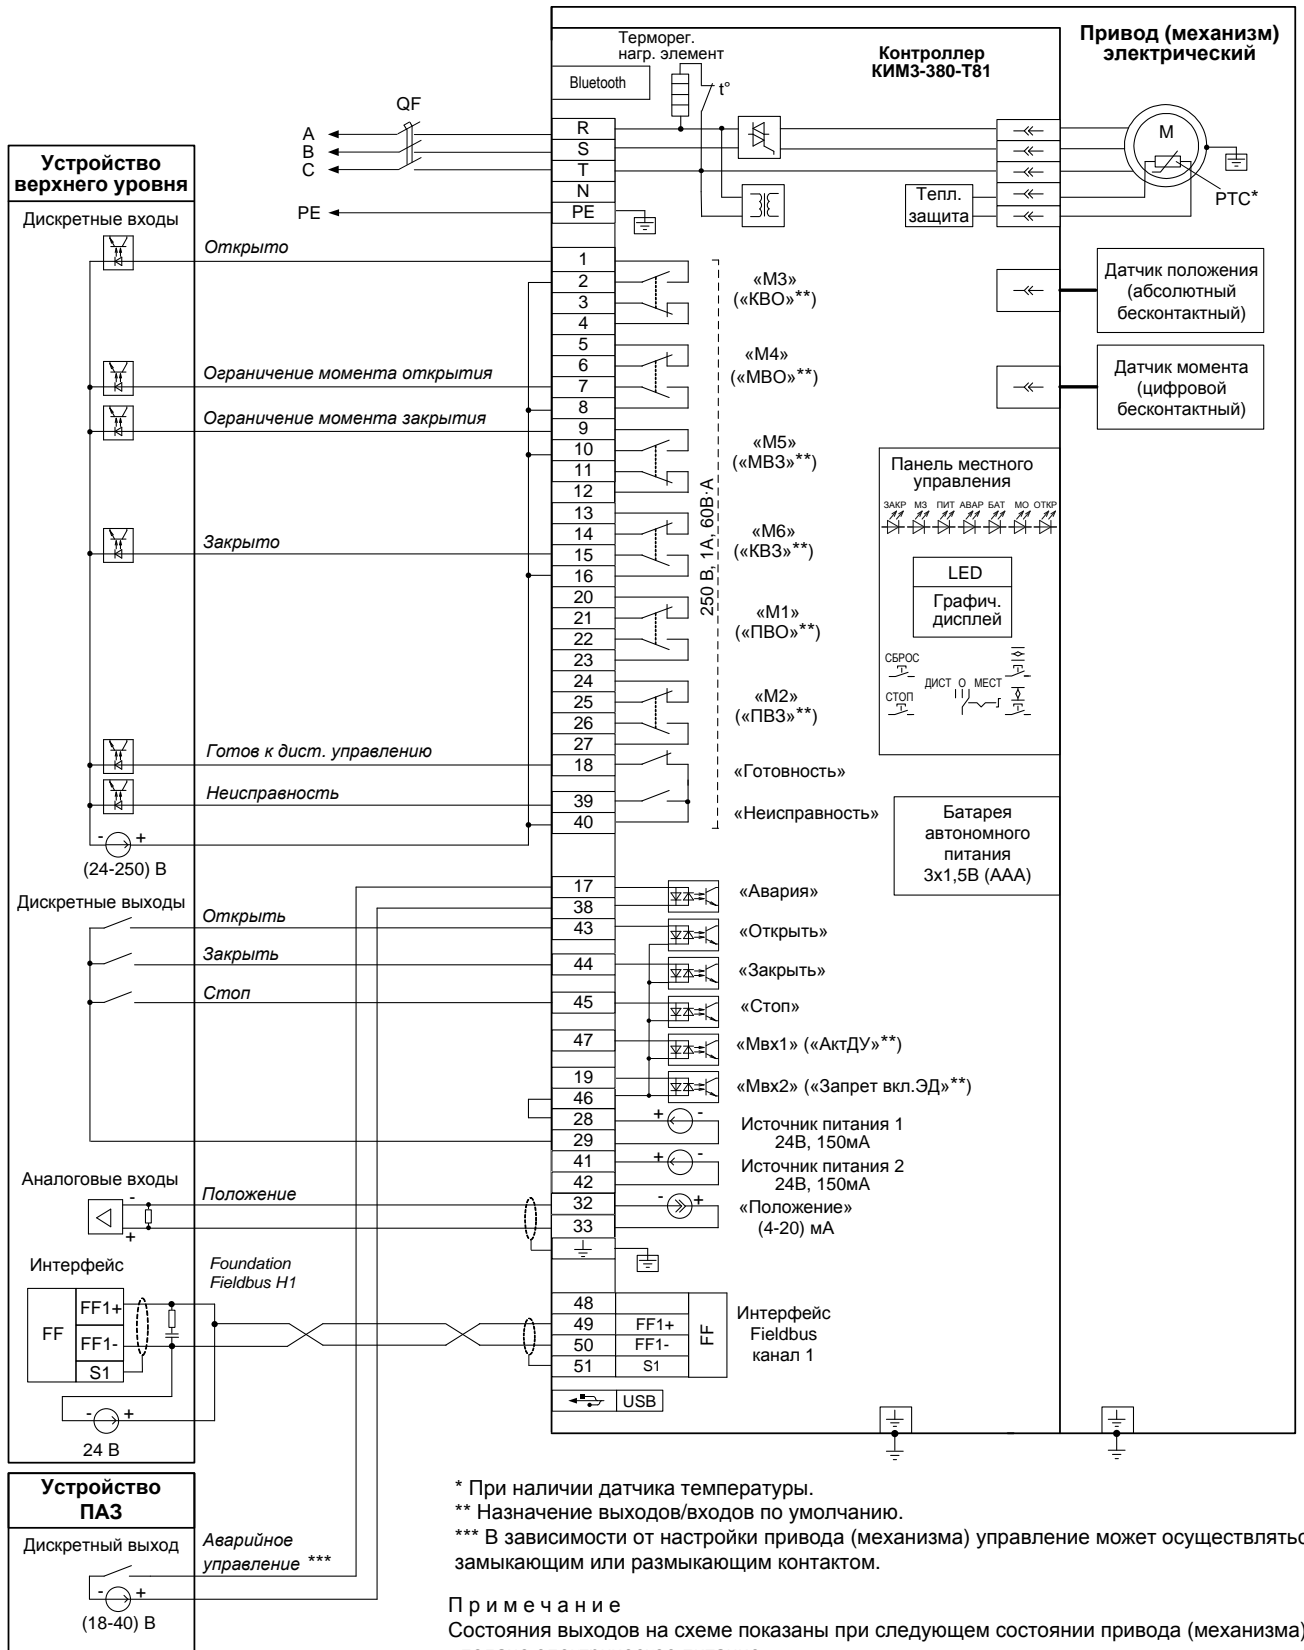 Привод (механизм)
электрический
Контроллер
КИМ3-380-Т81
Терморег.
нагр. элемент
t°
Bluetooth
QF
A
B
C
PE
R
S
T
N
PE
M
PTC*
Тепл.
защита
Датчик положения
(абсолютный
бесконтактный)
Датчик момента
(цифровой
бесконтактный)
Устройство
верхнего уровня
Дискретные входы
Открыто
Ограничение момента открытия
Ограничение момента закрытия
Закрыто
Готов к дист. управлению
Неисправность
- +
(24-250) В
1
2
3
4
5
6
7
8
9
10
11
12
13
14
15
16
20
21
22
23
24
25
26
27
18
39
40
«М3»
(«КВО»**)
«М4»
(«МВО»**)
«М5»
(«МВЗ»**)
«М6»
(«КВЗ»**)
«М1»
(«ПВО»**)
«М2»
(«ПВЗ»**)
«Готовность»
«Неисправность»
250 В, 1А, 60В·А
Панель местного
управления
ЗАКР МЗ ПИТ АВАР БАТ МО ОТКР
LED
Графич.
дисплей
СБРОС
СТОП
ДИСТ О МЕСТ
Батарея
автономного
питания
3х1,5В (ААА)
Дискретные выходы
Открыть
Закрыть
Стоп
17
38
43
44
45
47
19
46
28
29
41
42
32
33
«Авария»
«Открыть»
«Закрыть»
«Стоп»
«Мвх1» («АктДУ»**)
«Мвх2» («Запрет вкл.ЭД»**)
+ -
Источник питания 1
24В, 150мА
+ -
Источник питания 2
24В, 150мА
- +
«Положение»
(4-20) мА
Аналоговые входы
Положение
-
+
Интерфейс
Foundation
Fieldbus H1
FF
FF1+
FF1-
S1
- +
24 В
48
49 FF1+
50 FF1-
51 S1
FF
Интерфейс
Fieldbus
канал 1
USB
Устройство
ПАЗ
Дискретный выход
Аварийное
управление ***
- +
(18-40) В
* При наличии датчика температуры.
** Назначение выходов/входов по умолчанию.
*** В зависимости от настройки привода (механизма) управление может осуществлятьс
замыкающим или размыкающим контактом.
Примечание
Состояния выходов на схеме показаны при следующем состоянии привода (механизма)